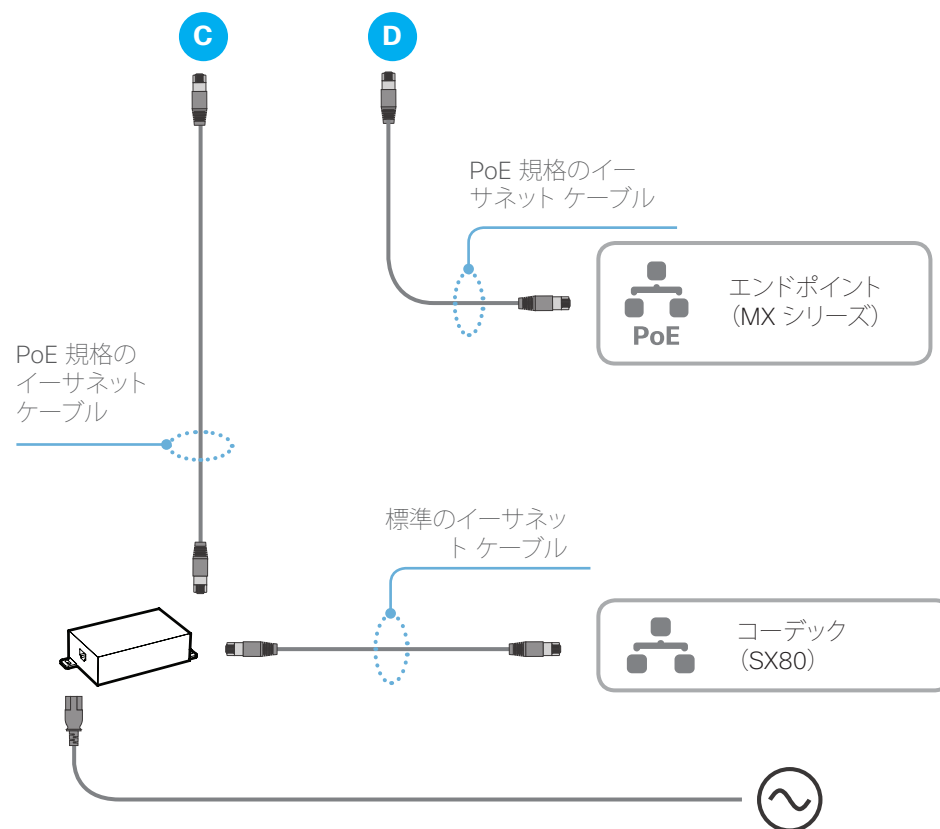 C
D
PoE 規格のイー
サネット ケーブル
エンドポイント
（MX シリーズ）
PoE
PoE 規格の
イーサネット
ケーブル
標準のイーサネッ
ト ケーブル
コーデック
（SX80）